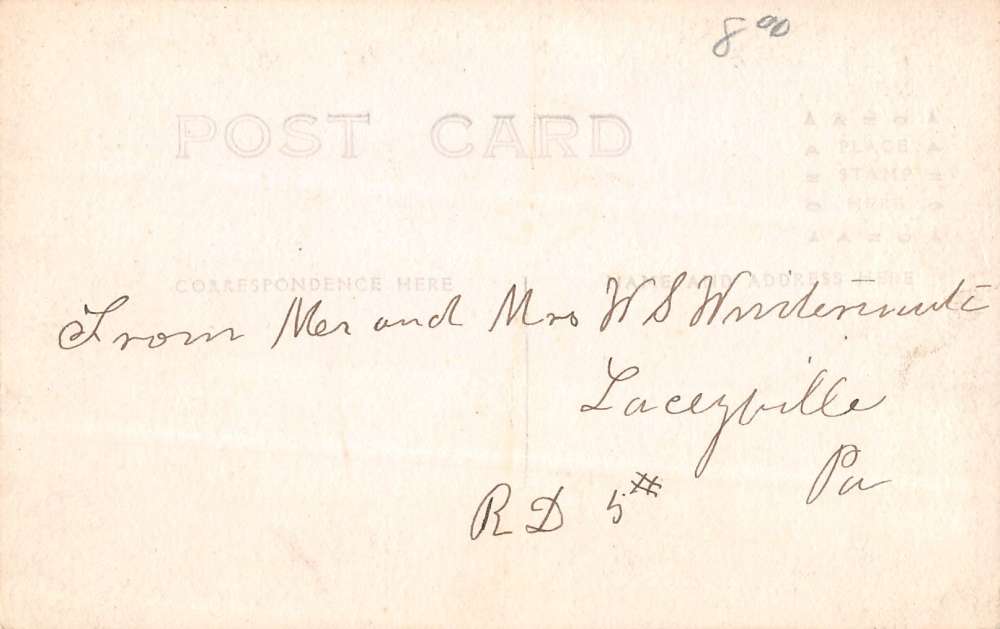 8 00
POST CARD
PLACE
STAMP
HERE
CORRESPONDENCE HERE
NAME AND ADDRESS HERE
From Mr and Mrs W S Wintermute
Laceyville
Pa
RD 5 #